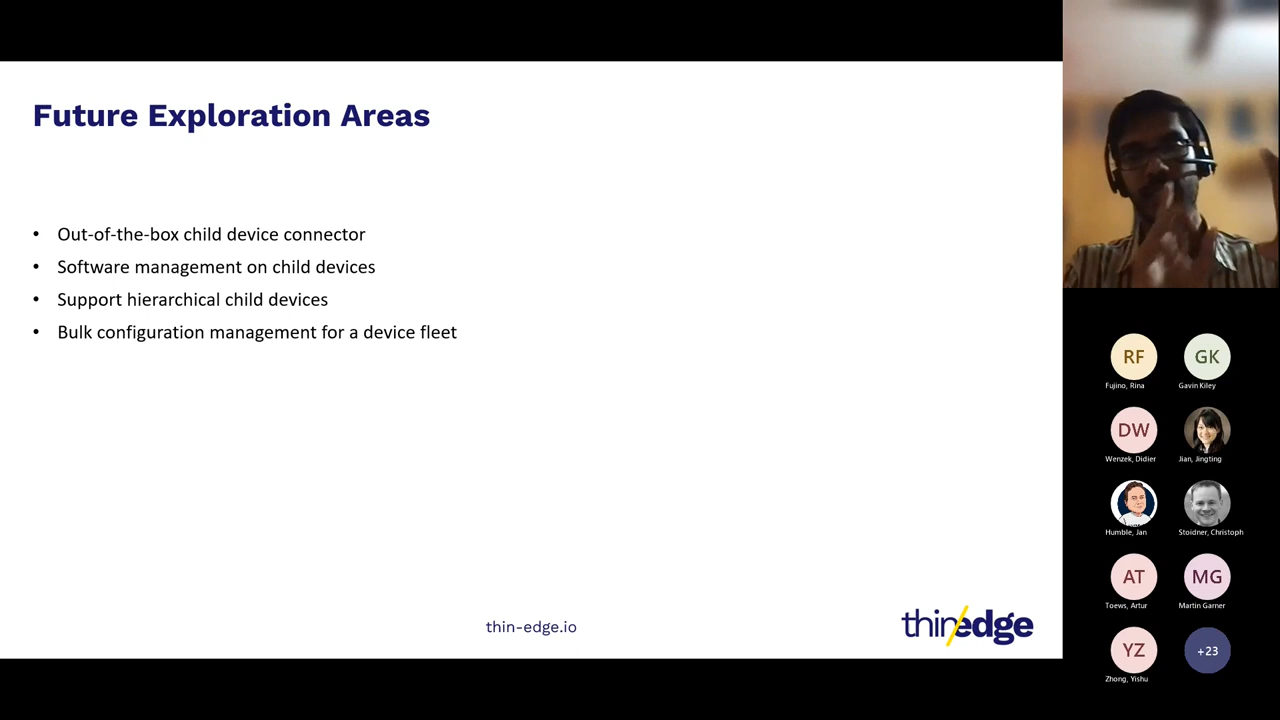 Future Exploration Areas
• Out-of-the-box child device connector
• Software management on child devices
• Support hierarchical child devices
• Bulk configuration management for a device fleet
thin-edge.io
thin/edge
RF
GK
Fujino, Rina
Gavin Kiley
DW
Wenzek, Didier
Jian, Jingting
Humble, Jan
Stoidner, Christoph
AT
MG
Toews, Artur
Martin Garner
YZ
+23
Zhong, Yishu